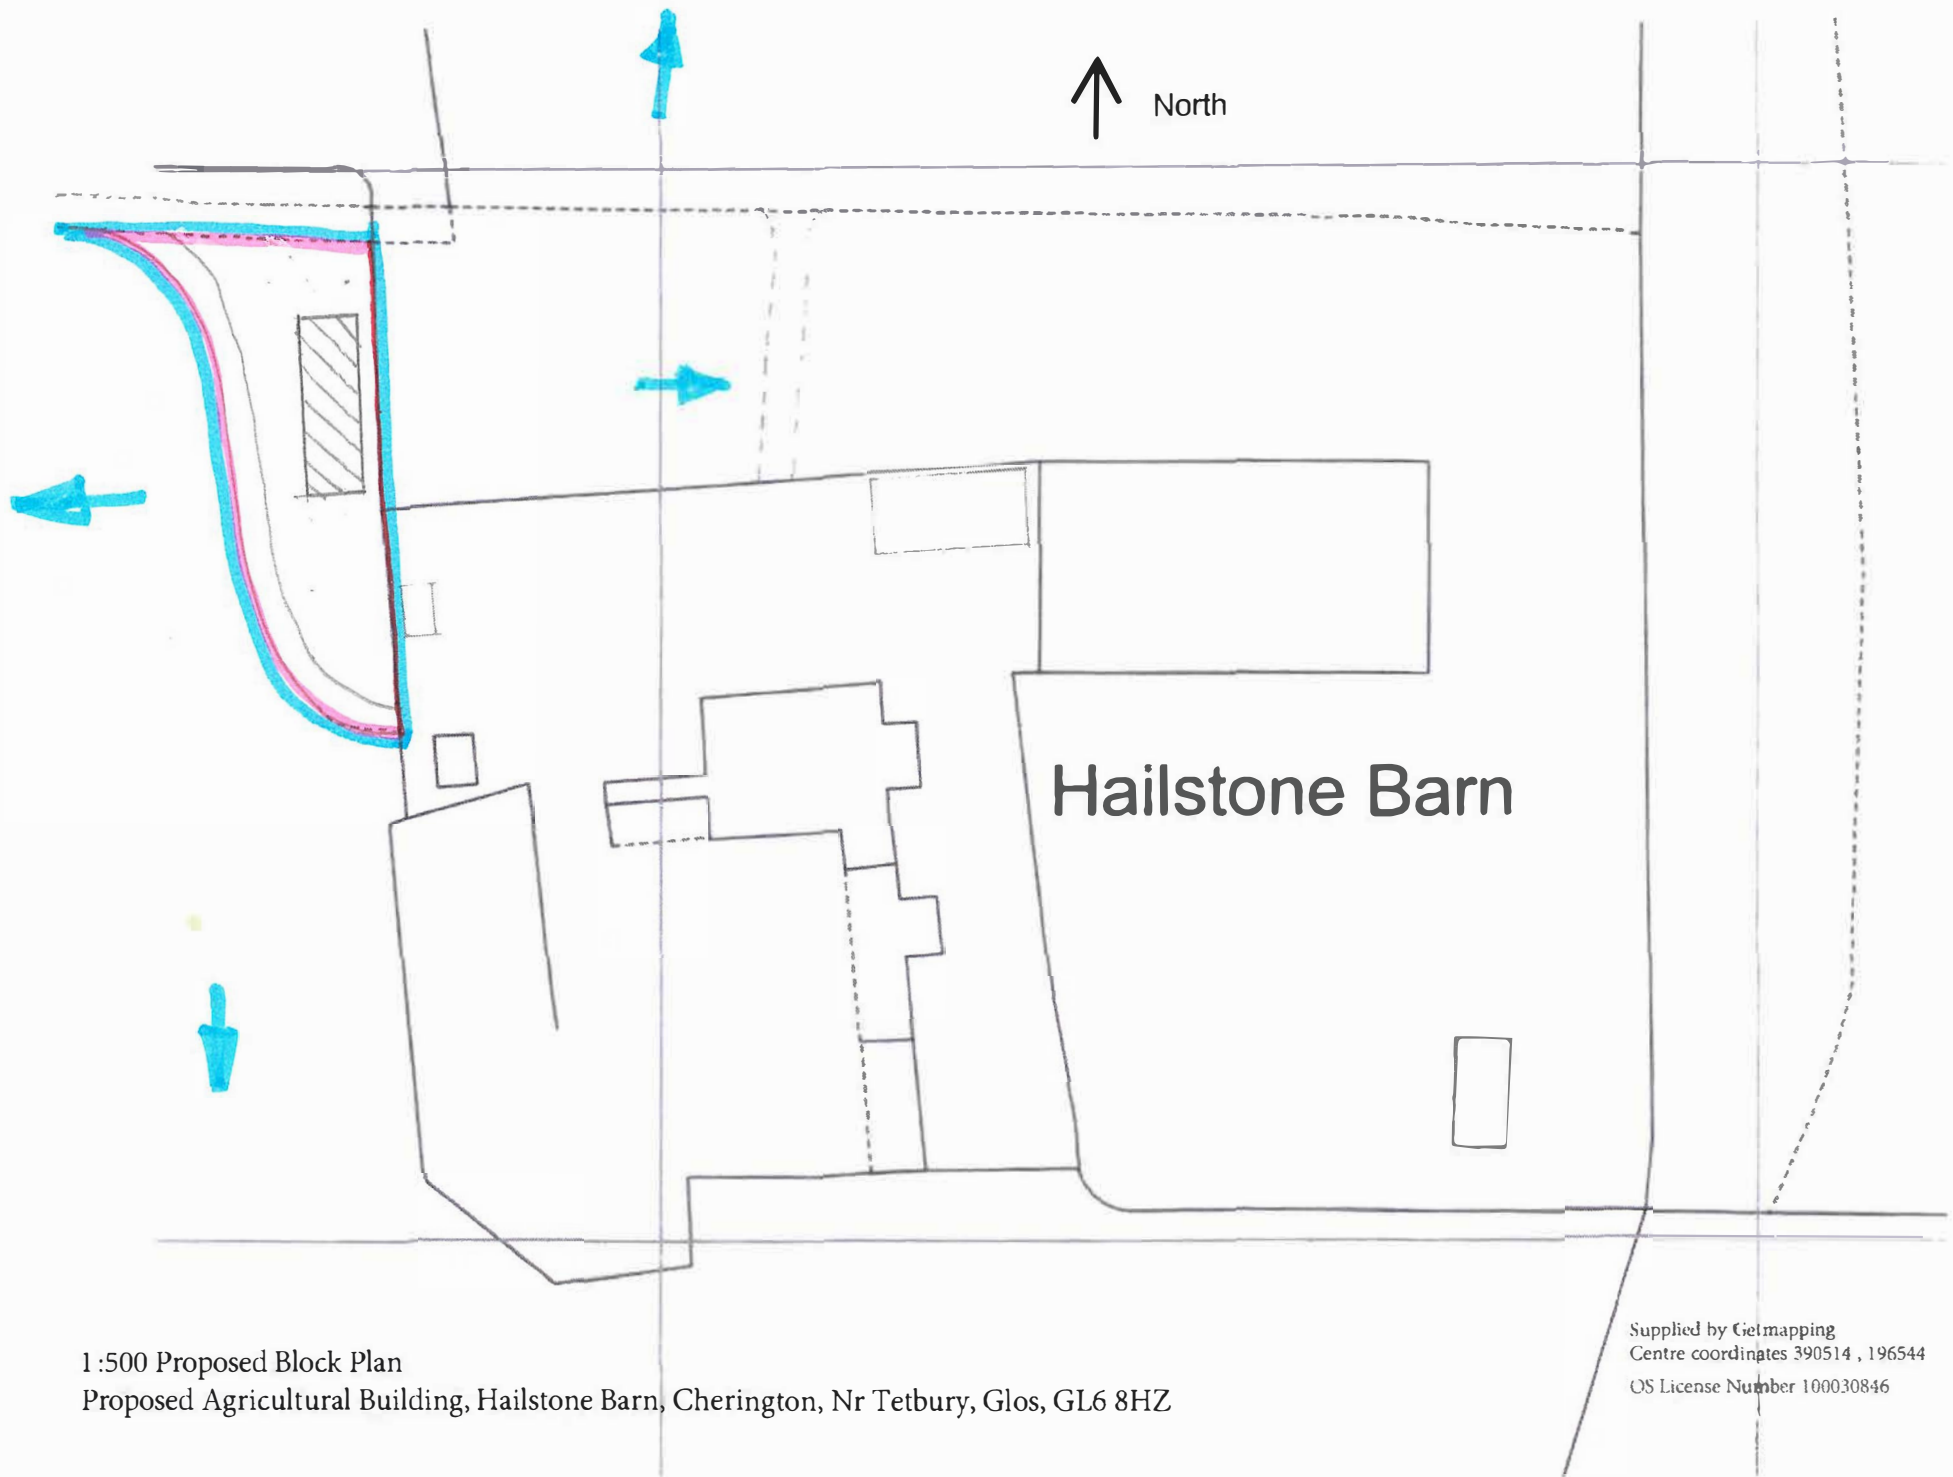 North
Hailstone Barn
1:500 Proposed Block Plan
Proposed Agricultural Building, Hailstone Barn, Cherington, Nr Tetbury, Glos, GL6 8HZ
Supplied by Getmapping
Centre coordinates 390514 , 196544
OS License Number 100030846